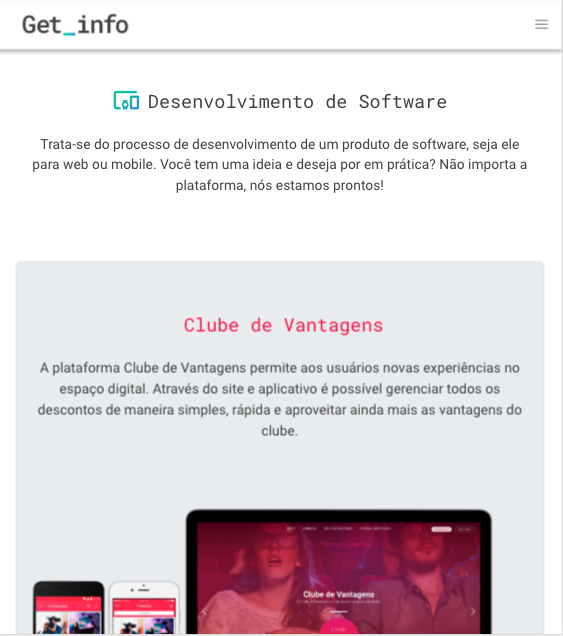 Get_info
Desenvolvimento de Software
Trata-se do processo de desenvolvimento de um produto de software, seja ele
para web ou mobile. Você tem uma ideia e deseja por em prática? Não importa a
plataforma, nós estamos prontos!
Clube de Vantagens
A plataforma Clube de Vantagens permite aos usuários novas experiências no
espaço digital. Através do site e aplicativo é possível gerenciar todos os
descontos de maneira simples, rápida e aproveitar ainda mais as vantagens do
clube.
Clube de Vantagens